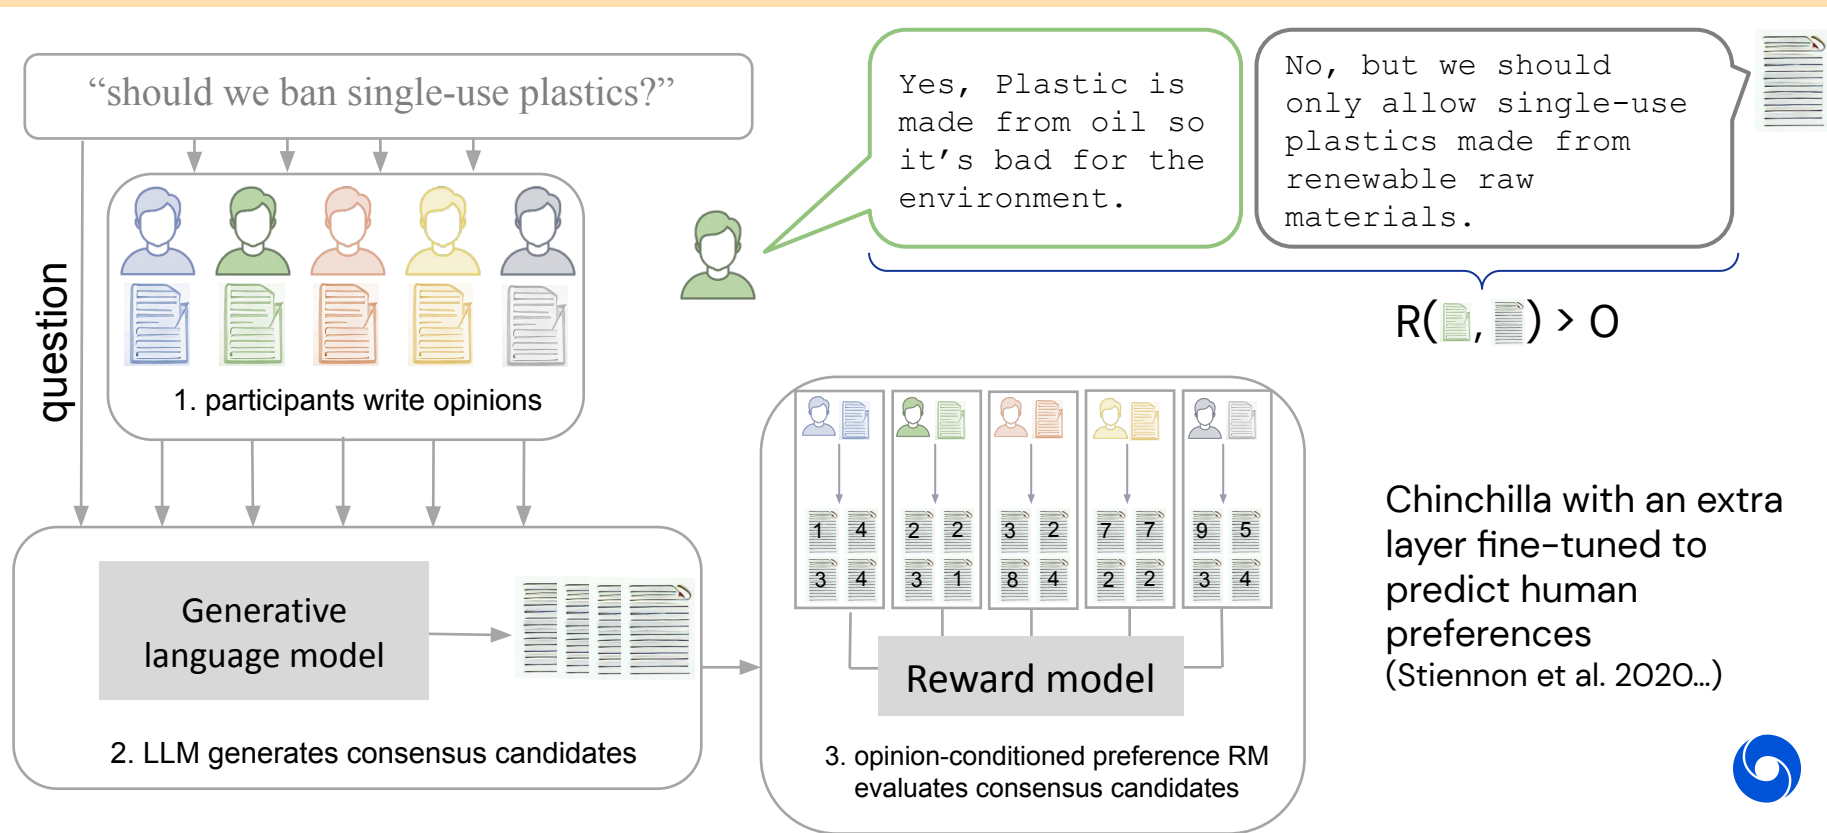 “should we ban single-use plastics?”
question
1. participants write opinions
Generative
language model
2. LLM generates consensus candidates
Yes, Plastic is
made from oil so
it’s bad for the
environment.
No, but we should
only allow single-use
plastics made from
renewable raw
materials.
R( , ) > 0
1 4 2 2 3 2 7 7 9 5
3 4 3 1 8 4 2 2 3 4
Reward model
3. opinion-conditioned preference RM
evaluates consensus candidates
Chinchilla with an extra
layer fine-tuned to
predict human
preferences
(Stiennon et al. 2020…)